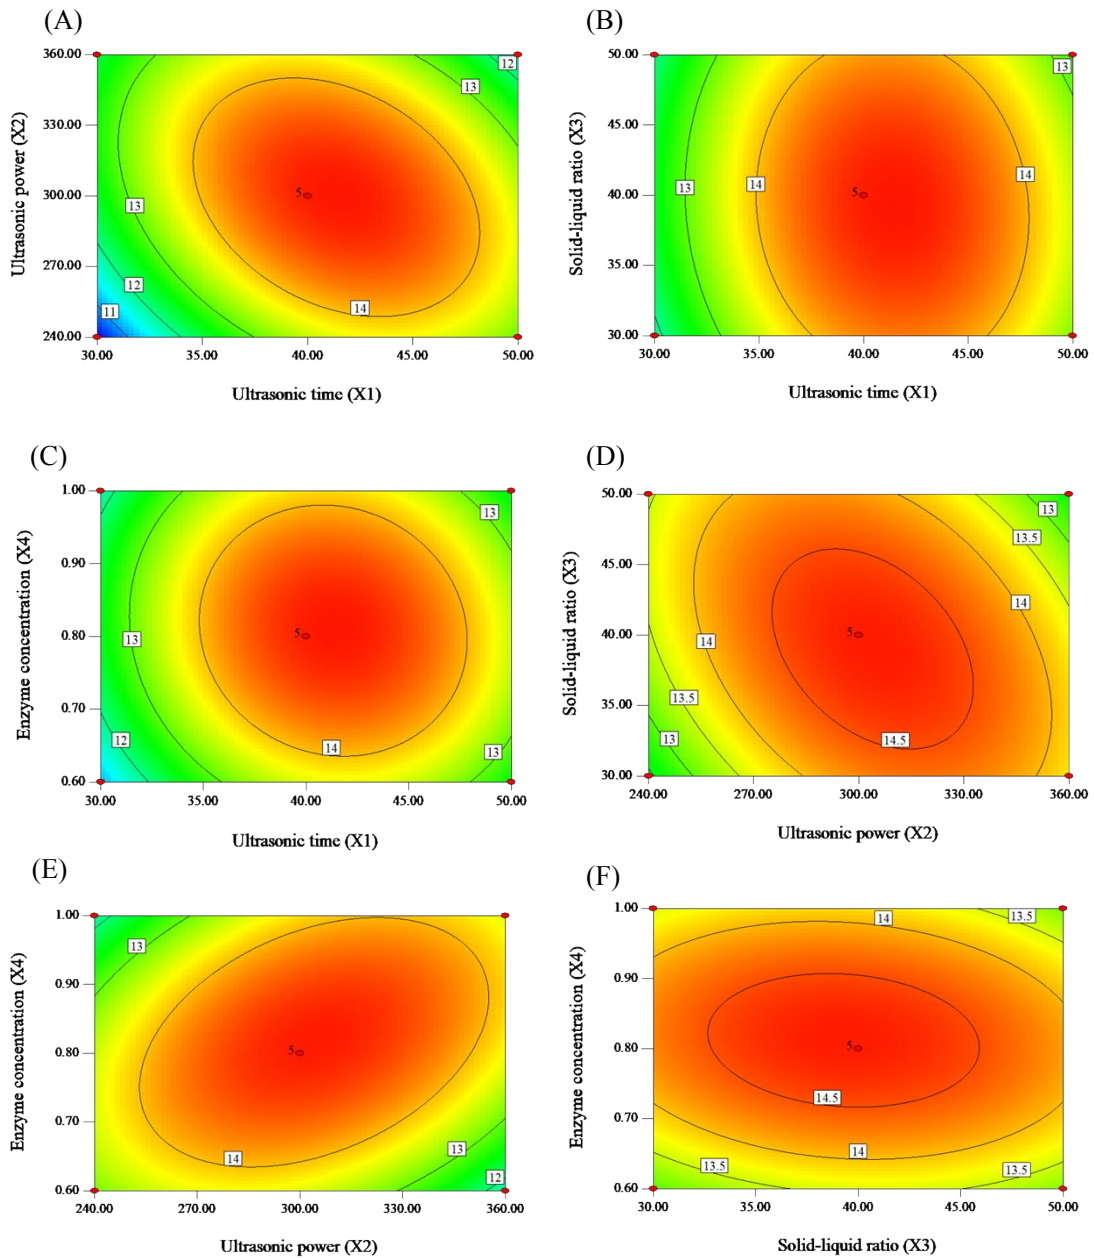 (A)
360.00
330.00
300.00
270.00
240.00
Ultrasonic power (X2)
12
13
13
12
11
14
5
30.00 35.00 40.00 45.00 50.00
Ultrasonic time (X1)
(B)
50.00
45.00
40.00
35.00
30.00
Solid-liquid ratio (X3)
13
14
14
13
5
30.00 35.00 40.00 45.00 50.00
Ultrasonic time (X1)
(C)
1.00
0.90
0.80
0.70
0.60
Enzyme concentration (X4)
13
13
12
14
13
5
30.00 35.00 40.00 45.00 50.00
Ultrasonic time (X1)
(D)
50.00
45.00
40.00
35.00
30.00
Solid-liquid ratio (X3)
13
13.5
14
14
13.5
13
14.5
5
240.00 270.00 300.00 330.00 360.00
Ultrasonic power (X2)
(E)
1.00
0.90
0.80
0.70
0.60
Enzyme concentration (X4)
13
14
13
12
5
240.00 270.00 300.00 330.00 360.00
Ultrasonic power (X2)
(F)
1.00
0.90
0.80
0.70
0.60
Enzyme concentration (X4)
14
13.5
14.5
14
13.5
13.5
5
30.00 35.00 40.00 45.00 50.00
Solid-liquid ratio (X3)